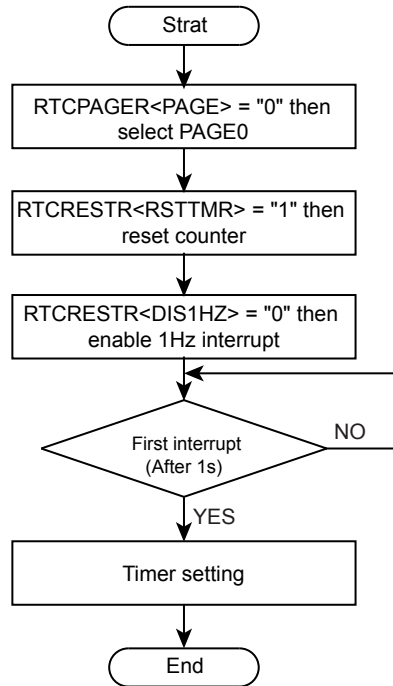 Strat
RTCPAGER<PAGE> = "0" then
select PAGE0
RTCRESTR<RSTTMR> = "1" then
reset counter
RTCRESTR<DIS1HZ> = "0" then
enable 1Hz interrupt
First interrupt
(After 1s)
NO
YES
Timer setting
End